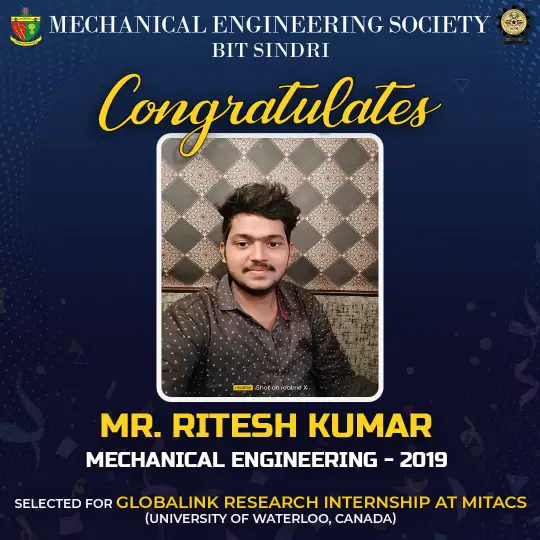 MECHANICAL ENGINEERING SOCIETY
BIT SINDRI
Congratulates
realme Shot on realme X
MR. RITESH KUMAR
MECHANICAL ENGINEERING - 2019
SELECTED FOR GLOBALINK RESEARCH INTERNSHIP AT MITACS
(UNIVERSITY OF WATERLOO, CANADA)